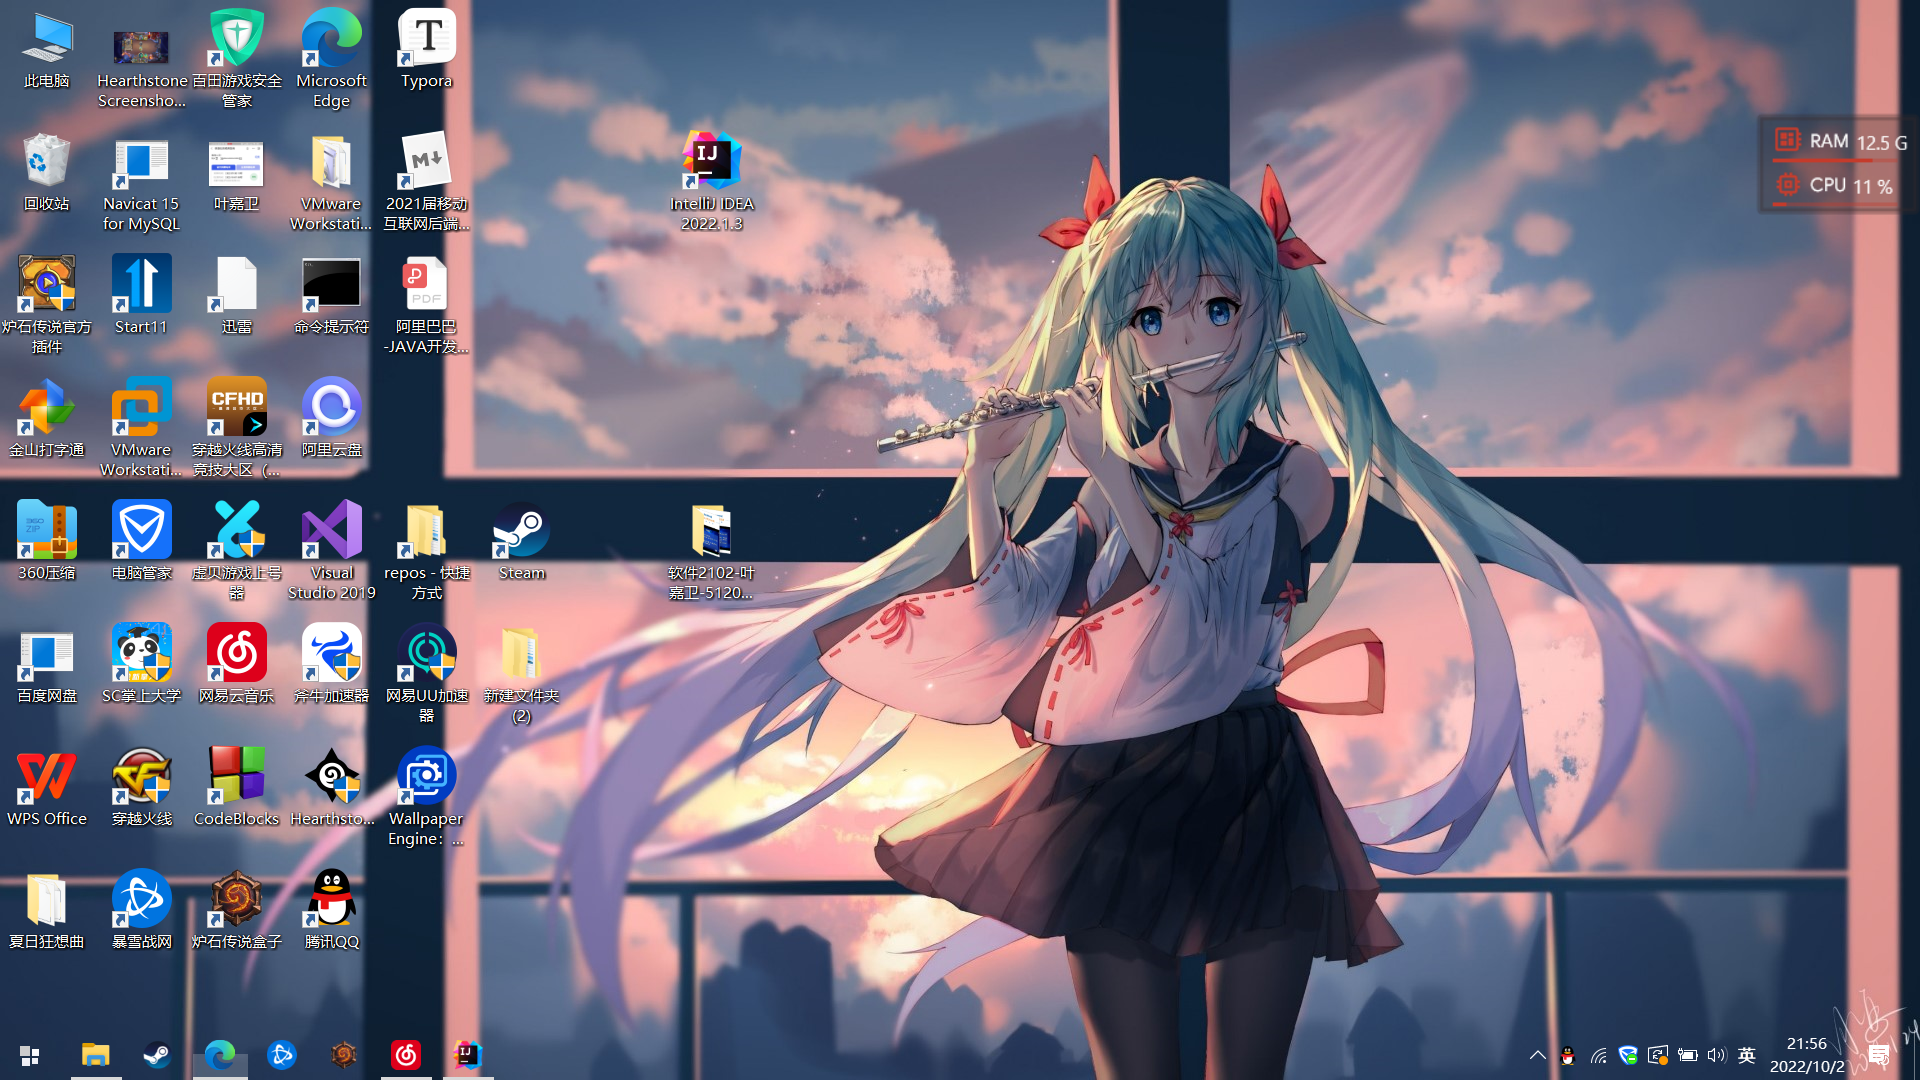 此电脑
Hearthstone
Screensho...
百田游戏安全
管家
Microsoft
Edge
T
Typora
回收站
Navicat 15
for MySQL
叶嘉卫
VMware
Workstati...
M↓
2021届移动
互联网后端...
IJ
IntelliJ IDEA
2022.1.3
RAM 12.5 G
CPU 11 %
炉石传说官方
插件
Start11
迅雷
命令提示符
PDF
阿里巴巴
-JAVA开发...
金山打字通
VMware
Workstati...
CFHD
穿越火线高清
竞技大区（...
阿里云盘
360
ZIP
360压缩
电脑管家
虚贝游戏上号
器
Visual
Studio 2019
repos - 快捷
方式
Steam
软件2102-叶
嘉卫-5120...
百度网盘
SC掌上大学
网易云音乐
斧牛加速器
网易UU加速
器
新建文件夹
(2)
WPS Office
穿越火线
CodeBlocks
Hearthsto...
Wallpaper
Engine：...
夏日狂想曲
暴雪战网
炉石传说盒子
腾讯QQ
IJ
英
21:56
2022/10/2